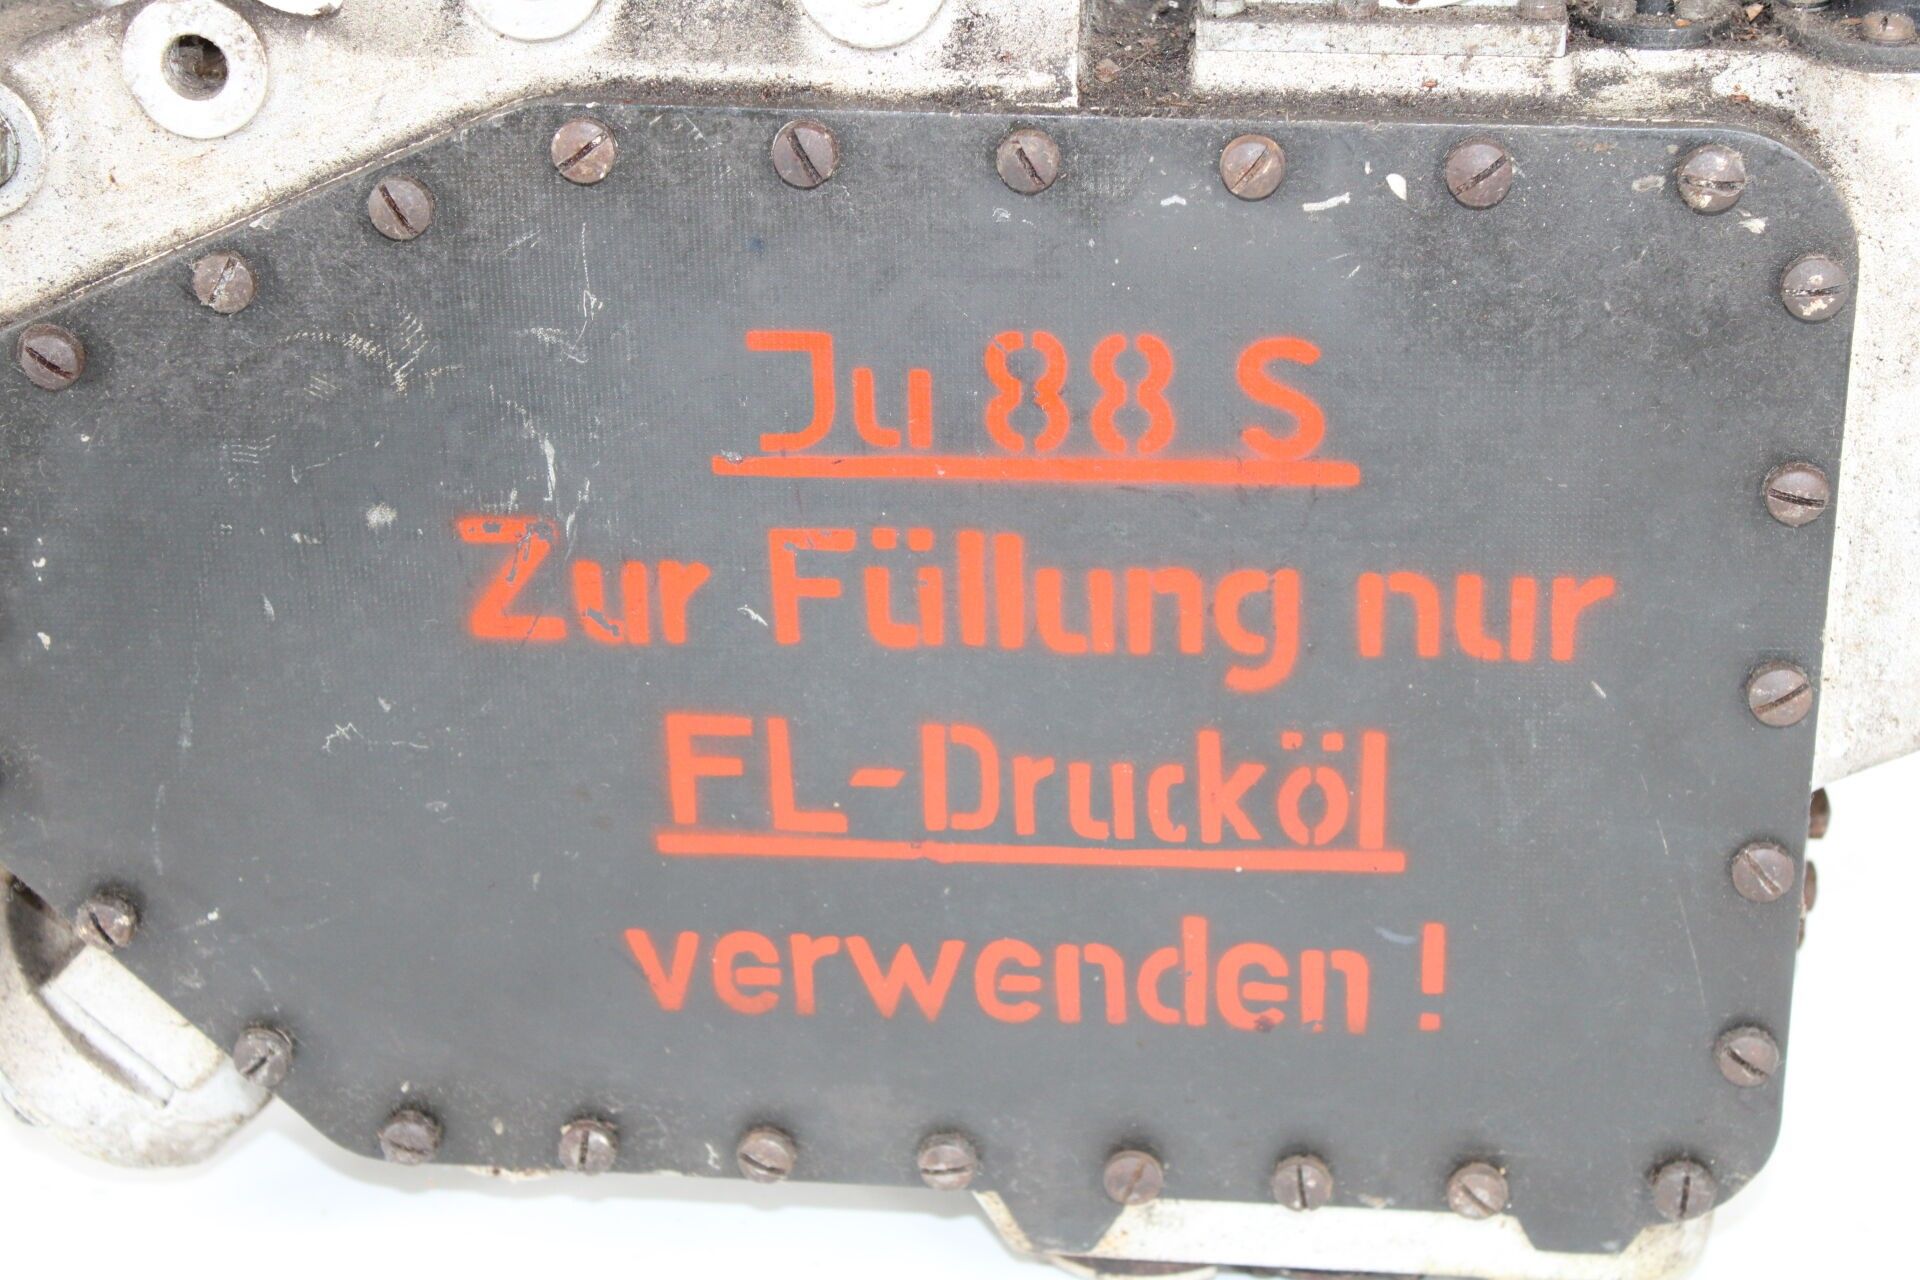 Ju 88 S
Zur Füllung nur
FL-Drucköl
verwenden!